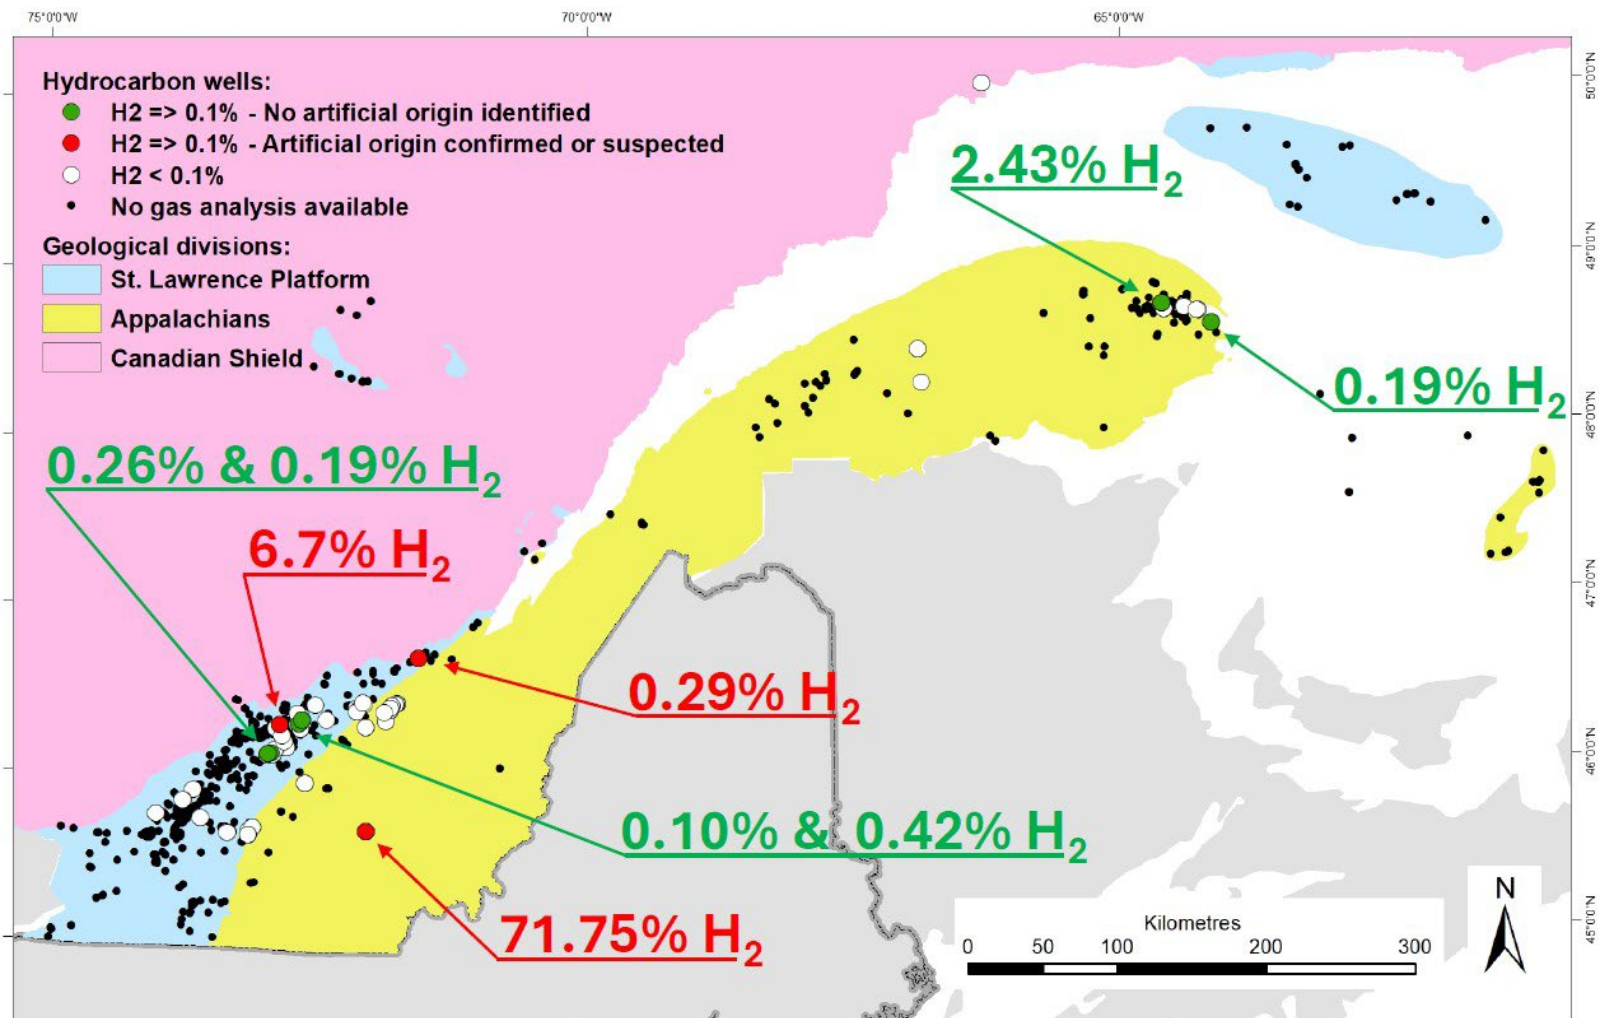 75°0'0"W 70°0'0"W 65°0'0"W
Hydrocarbon wells:
H2 => 0.1% - No artificial origin identified
H2 => 0.1% - Artificial origin confirmed or suspected
H2 < 0.1%
No gas analysis available
Geological divisions:
St. Lawrence Platform
Appalachians
Canadian Shield
50°0'0"N
2.43% H2
49°0'0"N
0.19% H2
48°0'0"N
0.26% & 0.19% H2
6.7% H2
47°0'0"N
0.29% H2
46°0'0"N
0.10% & 0.42% H2
71.75% H2
45°0'0"N
N
Kilometres
0 50 100 200 300